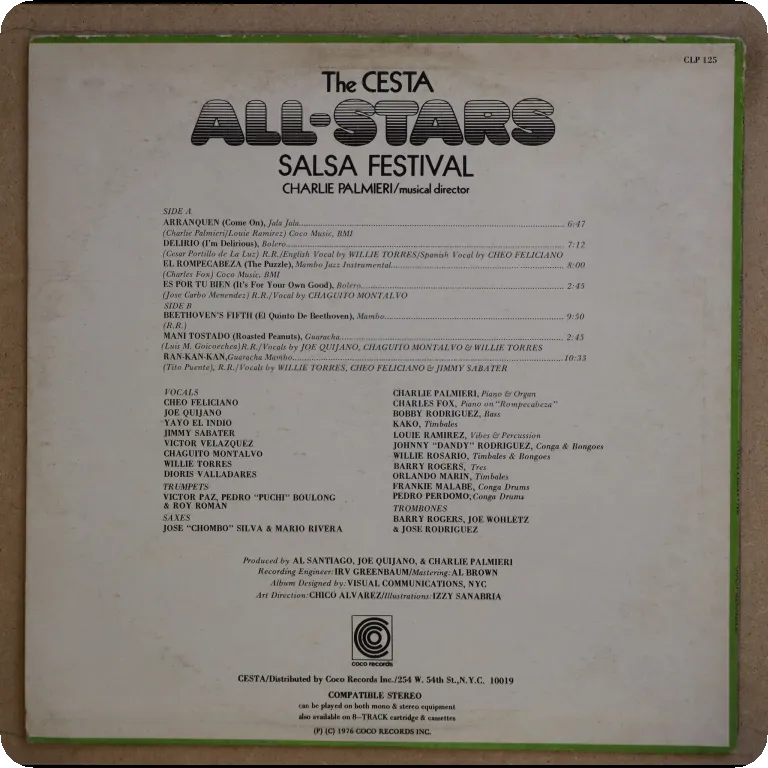 CLP 125
The CESTA
ALL-STARS
SALSA FESTIVAL
CHARLIE PALMIERI/musical director
SIDE A
ARRANQUEN (Come On), Jala Jala 6:47
(Charlie Palmieri/Louie Ramirez) Coco Music, BMI
DELIRIO (I'm Delirious), Bolero 7:12
(Cesar Portillo de La Luz) R.R./English Vocal by WILLIE TORRES/Spanish Vocal by CHEO FELICIANO
EL ROMPECABEZA (The Puzzle), Mambo Jazz Instrumental 8:00
(Charles Fox) Coco Music, BMI
ES POR TU BIEN (It's For Your Own Good), Bolero 2:45
(Jose Carbo Menendez) R.R./Vocal by CHAGUITO MONTALVO
SIDE B
BEETHOVEN'S FIFTH (El Quinto De Beethoven), Mambo 9:50
(R.R.)
MANI TOSTADO (Roasted Peanuts), Guaracha 2:45
(Luis M. Goicoechea)R.R./Vocals by JOE QUIJANO, CHAGUITO MONTALVO & WILLIE TORRES
RAN-KAN-KAN,Guaracha Mambo 10:33
(Tito Puente), R.R./Vocals by WILLIE TORRES, CHEO FELICIANO & JIMMY SABATER
VOCALS
CHEO FELICIANO
JOE QUIJANO
YAYO EL INDIO
JIMMY SABATER
VICTOR VELAZQUEZ
CHAGUITO MONTALVO
WILLIE TORRES
DIORIS VALLADARES
TRUMPETS
VICTOR PAZ, PEDRO "PUCHI" BOULONG
& ROY ROMAN
SAXES
JOSE "CHOMBO" SILVA & MARIO RIVERA
CHARLIE PALMIERI, Piano & Organ
CHARLES FOX, Piano on "Rompecabeza"
BOBBY RODRIGUEZ, Bass
KAKO, Timbales
LOUIE RAMIREZ, Vibes & Percussion
JOHNNY "DANDY" RODRIGUEZ, Conga & Bongoes
WILLIE ROSARIO, Timbales & Bongoes
BARRY ROGERS, Tres
ORLANDO MARIN, Timbales
FRANKIE MALABE, Conga Drums
PEDRO PERDOMO, Conga Drums
TROMBONES
BARRY ROGERS, JOE WOHLETZ
& JOSE RODRIGUEZ
Produced by AL SANTIAGO, JOE QUIJANO, & CHARLIE PALMIERI
Recording Engineer: IRV GREENBAUM/Mastering: AL BROWN
Album Designed by: VISUAL COMMUNICATIONS, NYC
Art Direction: CHICO ALVAREZ/Illustrations: IZZY SANABRIA
coco records
CESTA/Distributed by Coco Records Inc./254 W. 54th St.,N.Y.C. 10019
COMPATIBLE STEREO
can be played on both mono & stereo equipment
also available on 8-TRACK cartridge & cassettes
(P) (C) 1976 COCO RECORDS INC.